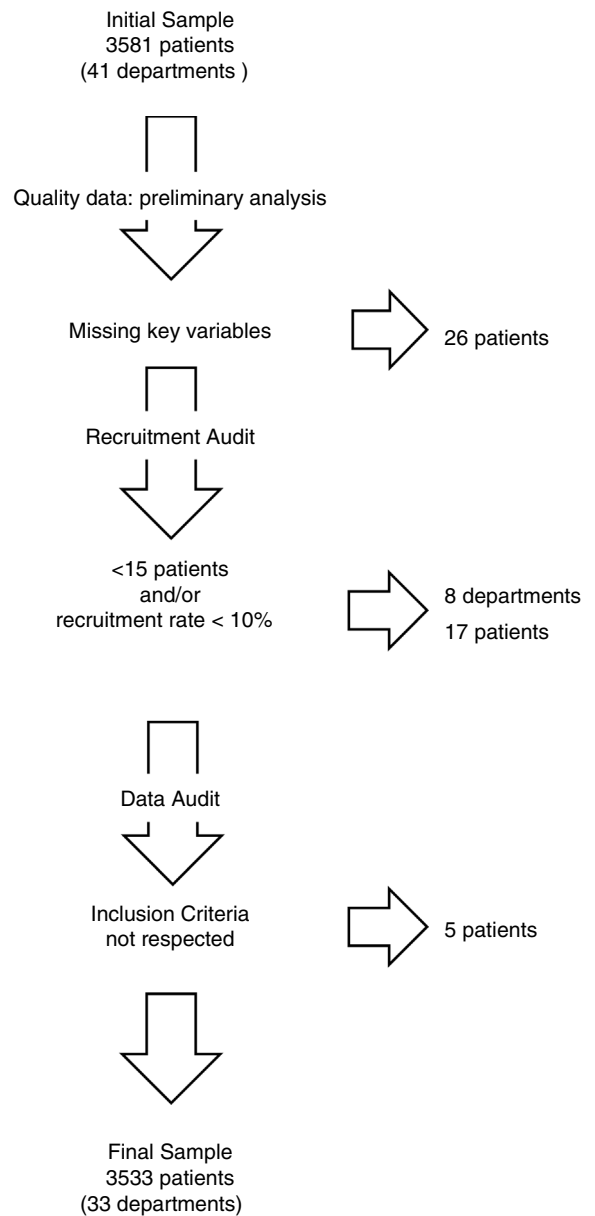 Initial Sample
3581 patients
(41 departments )
Quality data: preliminary analysis
Missing key variables
26 patients
Recruitment Audit
<15 patients
and/or
recruitment rate < 10%
8 departments
17 patients
Data Audit
Inclusion Criteria
not respected
5 patients
Final Sample
3533 patients
(33 departments)